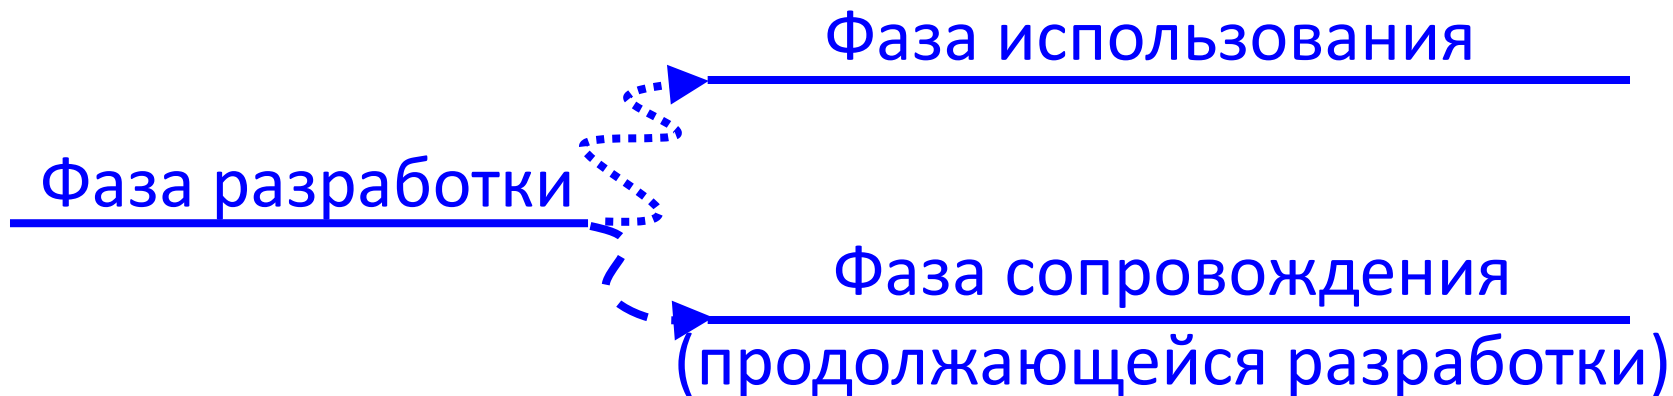 Фаза использования
Фаза разработки
Фаза сопровождения
(продолжающейся разработки)